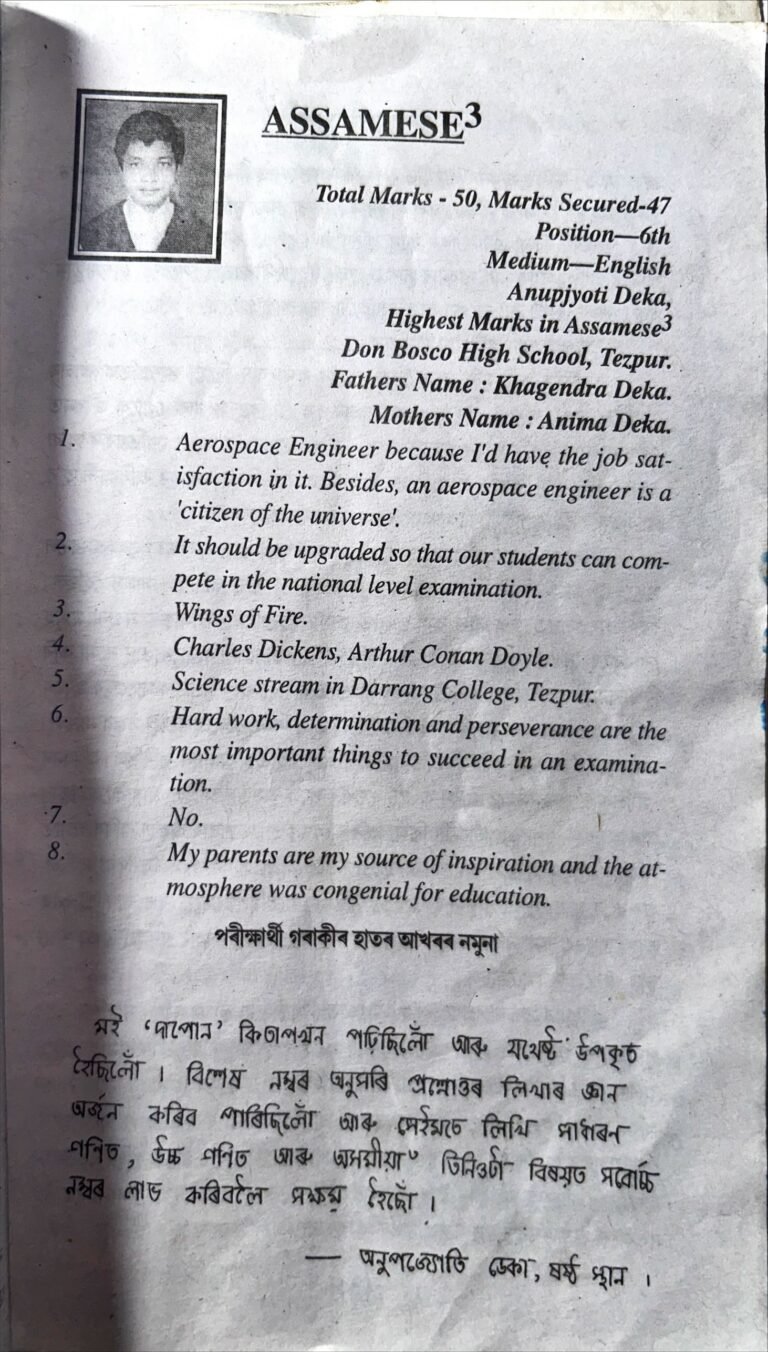 ASSAMESE³
Total Marks - 50, Marks Secured-47
Position—6th
Medium—English
Anupjyoti Deka,
Highest Marks in Assamese³
Don Bosco High School, Tezpur.
Fathers Name : Khagendra Deka.
Mothers Name : Anima Deka.
1. Aerospace Engineer because I'd have the job sat-
isfaction in it. Besides, an aerospace engineer is a
'citizen of the universe'.
2. It should be upgraded so that our students can com-
pete in the national level examination.
3. Wings of Fire.
4. Charles Dickens, Arthur Conan Doyle.
5. Science stream in Darrang College, Tezpur.
6. Hard work, determination and perseverance are the
most important things to succeed in an examina-
tion.
7. No.
8. My parents are my source of inspiration and the at-
mosphere was congenial for education.
পৰীক্ষাৰ্থী গৰাকীৰ হাতৰ আখৰৰ নমুনা
মই ‘দাপোন’ কিতাপখন পঢ়িছিলোঁ আৰু যথেষ্ট উপকৃত
হৈছিলোঁ । বিশেষ নম্বৰ অনুসৰি প্ৰশ্নোত্তৰ লিখাৰ জ্ঞান
অৰ্জন কৰিব পাৰিছিলোঁ আৰু সেইমতে লিখি সাধাৰণ
গণিত, উচ্চ গণিত আৰু অসমীয়া³ তিনিওটা বিষয়ত সৰ্বোচ্চ
নম্বৰ লাভ কৰিবলৈ সক্ষম হৈছোঁ ।
— অনুপজ্যোতি ডেকা, ষষ্ঠ স্থান ।